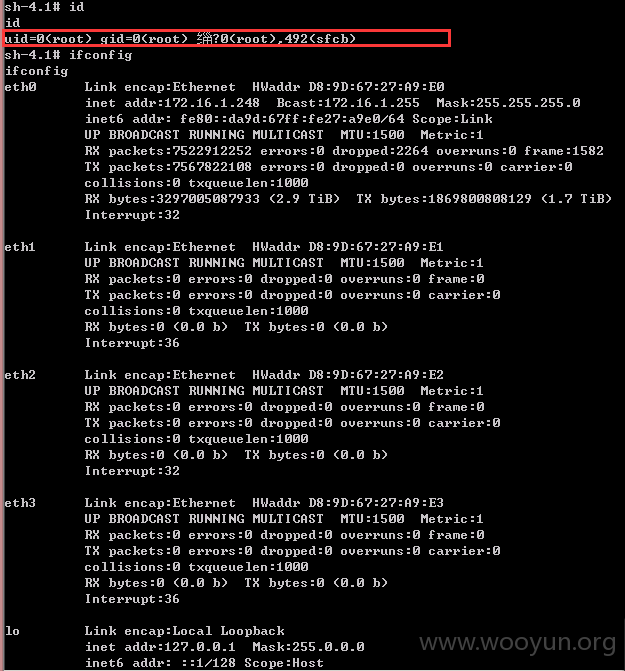 sh-4.1# id
id
uid=0(root) gid=0(root) 缁?0(root),492(sfcb)
sh-4.1# ifconfig
ifconfig
eth0 Link encap:Ethernet HWaddr D8:9D:67:27:A9:E0
inet addr:172.16.1.248 Bcast:172.16.1.255 Mask:255.255.255.0
inet6 addr: fe80::da9d:67ff:fe27:a9e0/64 Scope:Link
UP BROADCAST RUNNING MULTICAST MTU:1500 Metric:1
RX packets:7522912252 errors:0 dropped:2264 overruns:0 frame:1582
TX packets:7567822108 errors:0 dropped:0 overruns:0 carrier:0
collisions:0 txqueuelen:1000
RX bytes:3297005087933 (2.9 TiB) TX bytes:1869800808129 (1.7 TiB)
Interrupt:32
eth1 Link encap:Ethernet HWaddr D8:9D:67:27:A9:E1
UP BROADCAST RUNNING MULTICAST MTU:1500 Metric:1
RX packets:0 errors:0 dropped:0 overruns:0 frame:0
TX packets:0 errors:0 dropped:0 overruns:0 carrier:0
collisions:0 txqueuelen:1000
RX bytes:0 (0.0 b) TX bytes:0 (0.0 b)
Interrupt:36
eth2 Link encap:Ethernet HWaddr D8:9D:67:27:A9:E2
UP BROADCAST RUNNING MULTICAST MTU:1500 Metric:1
RX packets:0 errors:0 dropped:0 overruns:0 frame:0
TX packets:0 errors:0 dropped:0 overruns:0 carrier:0
collisions:0 txqueuelen:1000
RX bytes:0 (0.0 b) TX bytes:0 (0.0 b)
Interrupt:32
eth3 Link encap:Ethernet HWaddr D8:9D:67:27:A9:E3
UP BROADCAST RUNNING MULTICAST MTU:1500 Metric:1
RX packets:0 errors:0 dropped:0 overruns:0 frame:0
TX packets:0 errors:0 dropped:0 overruns:0 carrier:0
collisions:0 txqueuelen:1000
RX bytes:0 (0.0 b) TX bytes:0 (0.0 b)
Interrupt:36
lo Link encap:Local Loopback
inet addr:127.0.0.1 Mask:255.0.0.0
inet6 addr: ::1/128 Scope:Host
www.wooyun.org